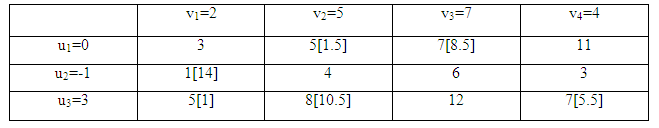 v1=2 v2=5 v3=7 v4=4
u1=0 3 5[1.5] 7[8.5] 11
u2=-1 1[14] 4 6 3
u3=3 5[1] 8[10.5] 12 7[5.5]